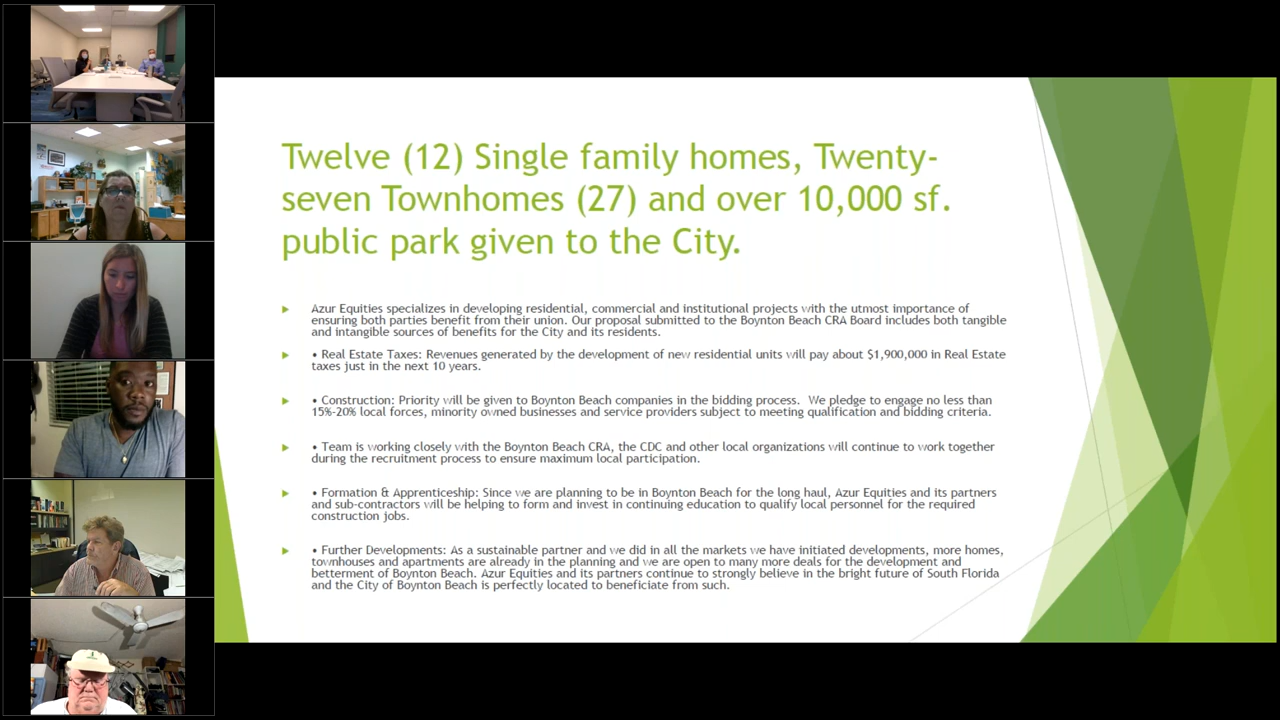 Twelve (12) Single family homes, Twenty-
seven Townhomes (27) and over 10,000 sf.
public park given to the City.
Azur Equities specializes in developing residential, commercial and institutional projects with the utmost importance of
ensuring both parties benefit from their union. Our proposal submitted to the Boynton Beach CRA Board includes both tangible
and intangible sources of benefits for the City and its residents.
• Real Estate Taxes: Revenues generated by the development of new residential units will pay about $1,900,000 in Real Estate
taxes just in the next 10 years.
• Construction: Priority will be given to Boynton Beach companies in the bidding process. We pledge to engage no less than
15%-20% local forces, minority owned businesses and service providers subject to meeting qualification and bidding criteria.
• Team is working closely with the Boynton Beach CRA, the CDC and other local organizations will continue to work together
during the recruitment process to ensure maximum local participation.
• Formation & Apprenticeship: Since we are planning to be in Boynton Beach for the long haul, Azur Equities and its partners
and sub-contractors will be helping to form and invest in continuing education to qualify local personnel for the required
construction jobs.
• Further Developments: As a sustainable partner and we did in all the markets we have initiated developments, more homes,
townhouses and apartments are already in the planning and we are open to many more deals for the development and
betterment of Boynton Beach. Azur Equities and its partners continue to strongly believe in the bright future of South Florida
and the City of Boynton Beach is perfectly located to beneficiate from such.